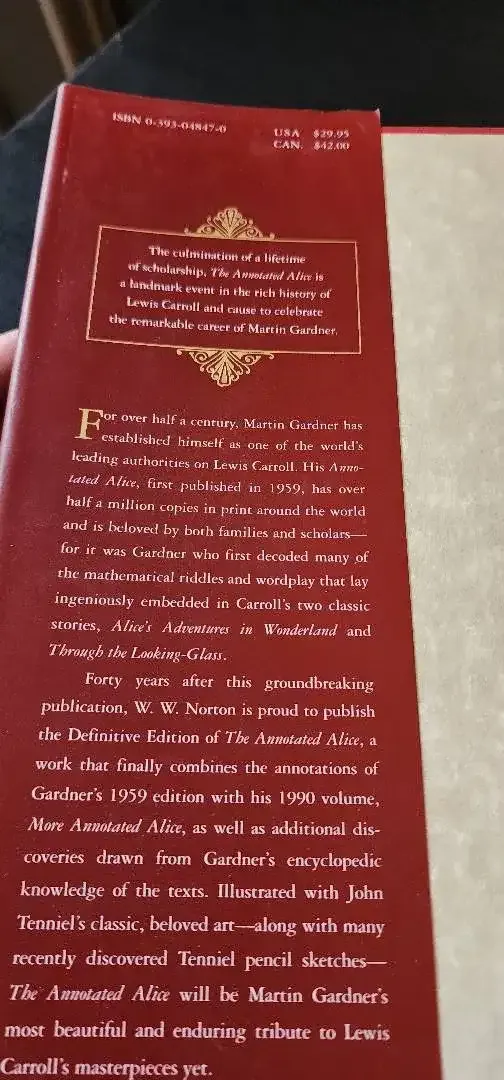 ISBN 0-393-04847-0
USA $29.95
CAN. $42.00
The culmination of a lifetime
of scholarship, The Annotated Alice is
a landmark event in the rich history of
Lewis Carroll and cause to celebrate
the remarkable career of Martin Gardner.
For over half a century, Martin Gardner has
established himself as one of the world's
leading authorities on Lewis Carroll. His Anno-
tated Alice, first published in 1959, has over
half a million copies in print around the world
and is beloved by both families and scholars—
for it was Gardner who first decoded many of
the mathematical riddles and wordplay that lay
ingeniously embedded in Carroll's two classic
stories, Alice's Adventures in Wonderland and
Through the Looking-Glass.
Forty years after this groundbreaking
publication, W. W. Norton is proud to publish
the Definitive Edition of The Annotated Alice, a
work that finally combines the annotations of
Gardner's 1959 edition with his 1990 volume,
More Annotated Alice, as well as additional dis-
coveries drawn from Gardner's encyclopedic
knowledge of the texts. Illustrated with John
Tenniel's classic, beloved art—along with many
recently discovered Tenniel pencil sketches—
The Annotated Alice will be Martin Gardner's
most beautiful and enduring tribute to Lewis
Carroll's masterpieces yet.